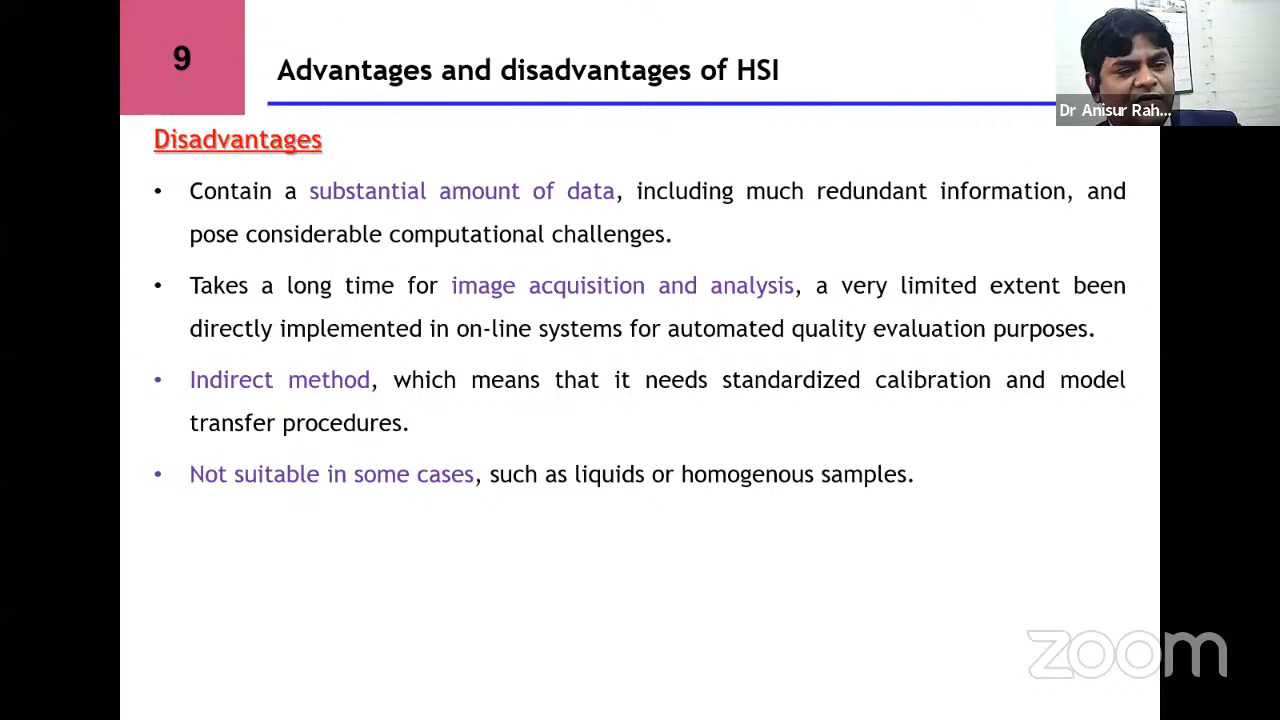 9
Advantages and disadvantages of HSI
Dr Anisur Rah...
Disadvantages
• Contain a substantial amount of data, including much redundant information, and
pose considerable computational challenges.
• Takes a long time for image acquisition and analysis, a very limited extent been
directly implemented in on-line systems for automated quality evaluation purposes.
• Indirect method, which means that it needs standardized calibration and model
transfer procedures.
• Not suitable in some cases, such as liquids or homogenous samples.
zoom